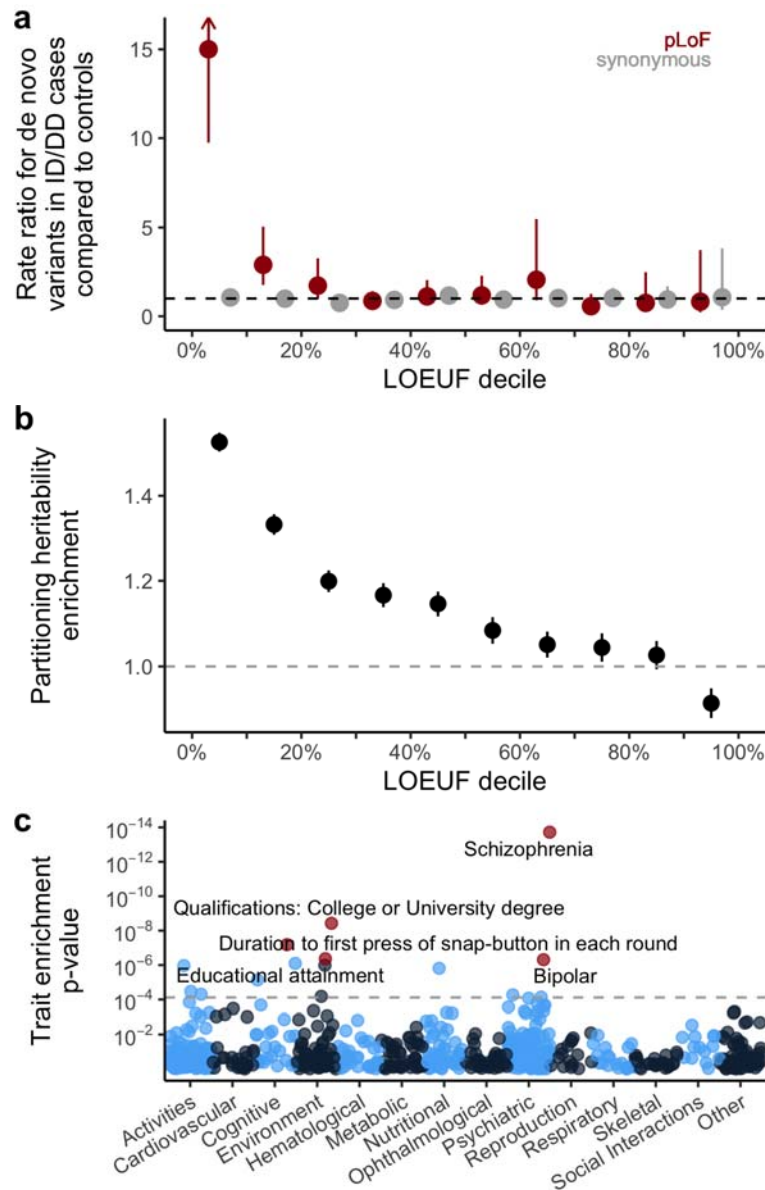 a
Rate ratio for de novo
variants in ID/DD cases
compared to controls
15
10
5
0
pLoF
synonymous
0%
20%
40%
60%
80%
100%
LOEUF decile
b
Partitioning heritability
enrichment
1.4
1.2
1.0
0%
20%
40%
60%
80%
100%
LOEUF decile
c
Trait enrichment
p-value
10⁻¹⁴
10⁻¹²
10⁻¹⁰
10⁻⁸
10⁻⁶
10⁻⁴
10⁻²
Schizophrenia
Qualifications: College or University degree
Duration to first press of snap-button in each round
Educational attainment
Bipolar
Activities
Cardiovascular
Cognitive
Environment
Hematological
Metabolic
Nutritional
Ophthalmological
Psychiatric
Reproduction
Respiratory
Skeletal
Social Interactions
Other